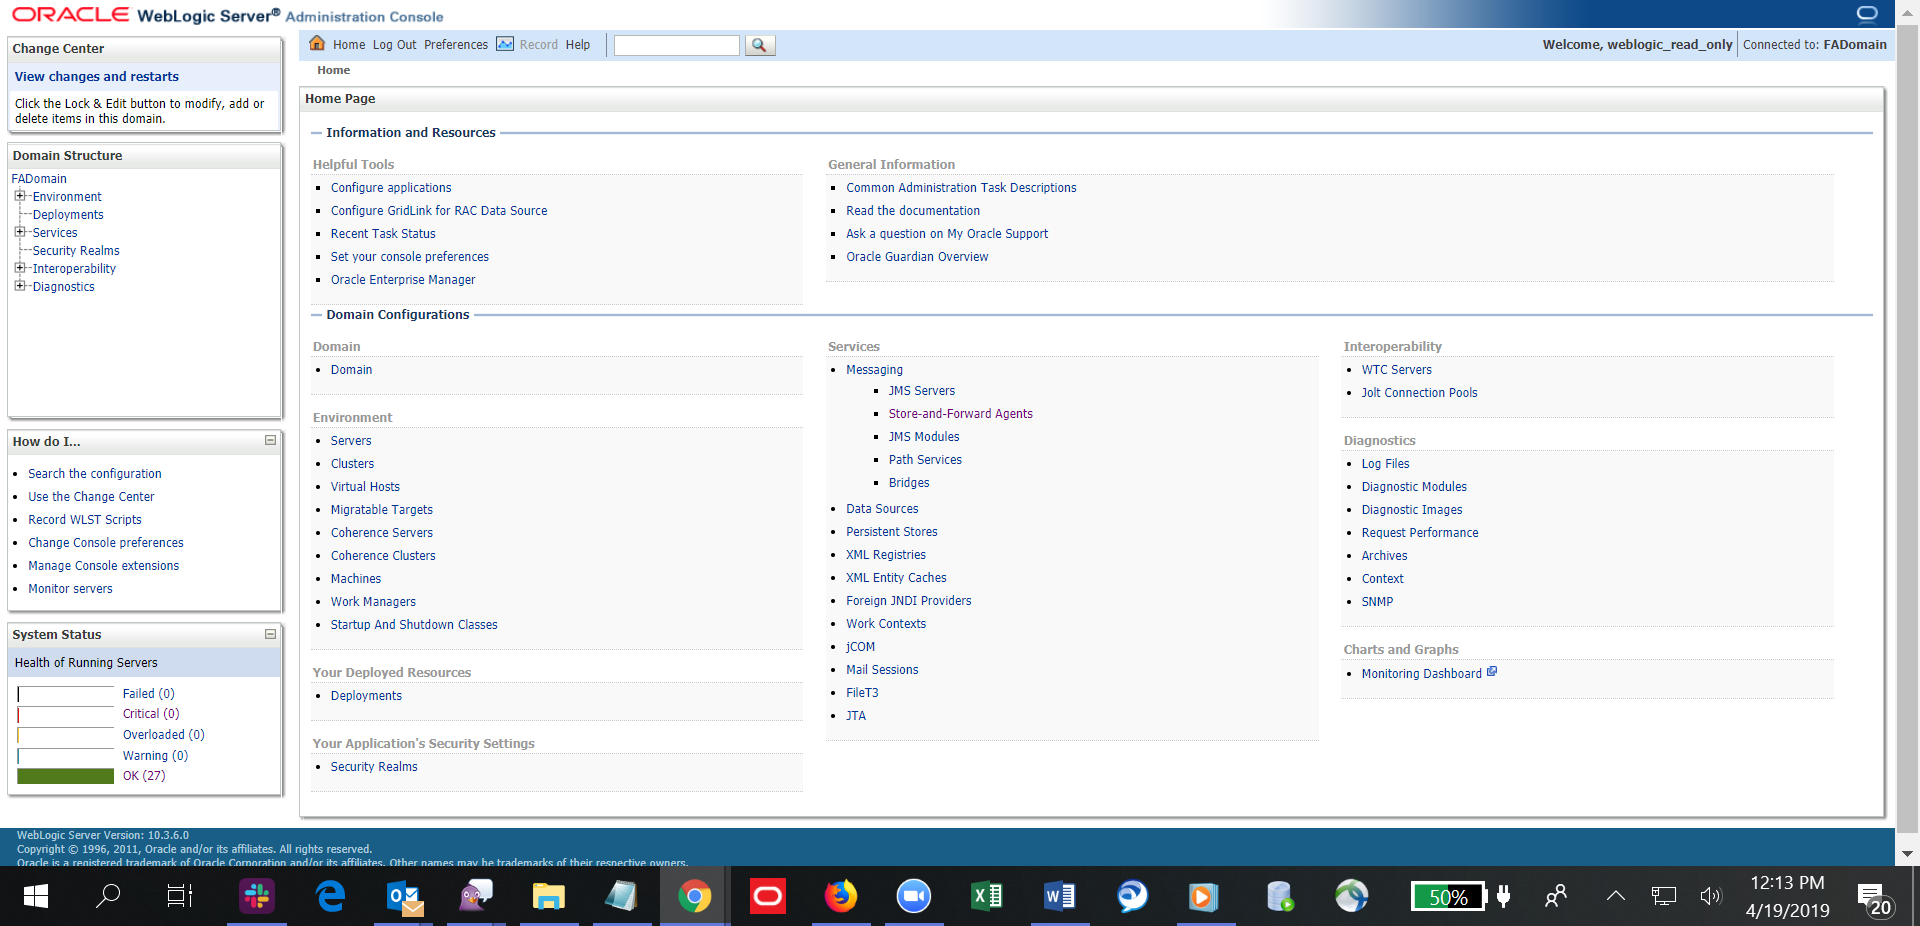 ORACLE WebLogic Server® Administration Console
Change Center
View changes and restarts
Click the Lock & Edit button to modify, add or
delete items in this domain.
Domain Structure
FADomain
Environment
Deployments
Services
Security Realms
Interoperability
Diagnostics
How do I...
Search the configuration
Use the Change Center
Record WLST Scripts
Change Console preferences
Manage Console extensions
Monitor servers
System Status
Health of Running Servers
Failed (0)
Critical (0)
Overloaded (0)
Warning (0)
OK (27)
Home Log Out Preferences Record Help
Welcome, weblogic_read_only Connected to: FADomain
Home
Home Page
Information and Resources
Helpful Tools
Configure applications
Configure GridLink for RAC Data Source
Recent Task Status
Set your console preferences
Oracle Enterprise Manager
General Information
Common Administration Task Descriptions
Read the documentation
Ask a question on My Oracle Support
Oracle Guardian Overview
Domain Configurations
Domain
Domain
Environment
Servers
Clusters
Virtual Hosts
Migratable Targets
Coherence Servers
Coherence Clusters
Machines
Work Managers
Startup And Shutdown Classes
Your Deployed Resources
Deployments
Your Application's Security Settings
Security Realms
Services
Messaging
JMS Servers
Store-and-Forward Agents
JMS Modules
Path Services
Bridges
Data Sources
Persistent Stores
XML Registries
XML Entity Caches
Foreign JNDI Providers
Work Contexts
jCOM
Mail Sessions
FileT3
JTA
Interoperability
WTC Servers
Jolt Connection Pools
Diagnostics
Log Files
Diagnostic Modules
Diagnostic Images
Request Performance
Archives
Context
SNMP
Charts and Graphs
Monitoring Dashboard
WebLogic Server Version: 10.3.6.0
Copyright © 1996, 2011, Oracle and/or its affiliates. All rights reserved.
Oracle is a registered trademark of Oracle Corporation and/or its affiliates. Other names may be trademarks of their respective owners.
50%
12:13 PM
4/19/2019
20